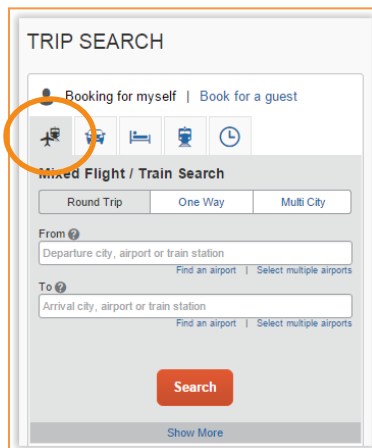 TRIP SEARCH
Booking for myself | Book for a guest
Mixed Flight / Train Search
Round Trip One Way Multi City
From ?
Departure city, airport or train station
Find an airport | Select multiple airports
To ?
Arrival city, airport or train station
Find an airport | Select multiple airports
Search
Show More